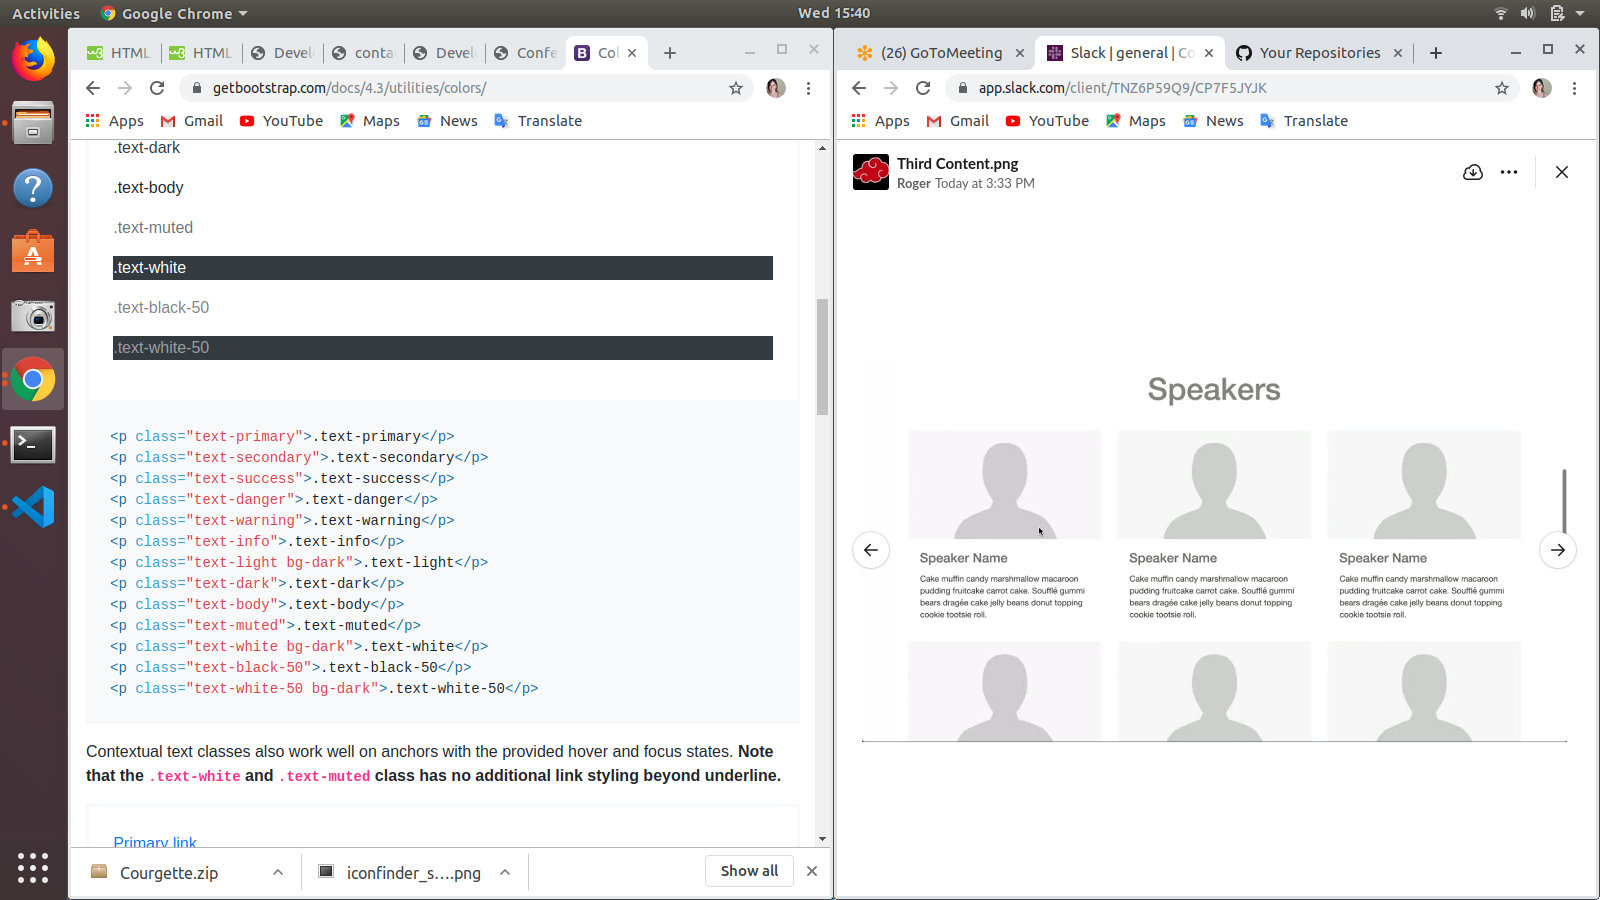 Activities
Google Chrome
Wed 15:40
HTML
HTML
Devel
conta
Devel
Confe
Col
getbootstrap.com/docs/4.3/utilities/colors/
Apps
Gmail
YouTube
Maps
News
Translate
.text-dark
.text-body
.text-muted
.text-white
.text-black-50
.text-white-50
<p class="text-primary">.text-primary</p>
<p class="text-secondary">.text-secondary</p>
<p class="text-success">.text-success</p>
<p class="text-danger">.text-danger</p>
<p class="text-warning">.text-warning</p>
<p class="text-info">.text-info</p>
<p class="text-light bg-dark">.text-light</p>
<p class="text-dark">.text-dark</p>
<p class="text-body">.text-body</p>
<p class="text-muted">.text-muted</p>
<p class="text-white bg-dark">.text-white</p>
<p class="text-black-50">.text-black-50</p>
<p class="text-white-50 bg-dark">.text-white-50</p>
Contextual text classes also work well on anchors with the provided hover and focus states. Note
that the .text-white and .text-muted class has no additional link styling beyond underline.
Primary link
Courgette.zip
iconfinder_s....png
Show all
(26) GoToMeeting
Slack | general | Co
Your Repositories
app.slack.com/client/TNZ6P59Q9/CP7F5JYJK
Apps
Gmail
YouTube
Maps
News
Translate
Third Content.png
Roger Today at 3:33 PM
Speakers
Speaker Name
Cake muffin candy marshmallow macaroon
pudding fruitcake carrot cake. Soufflé gummi
bears dragée cake jelly beans donut topping
cookie tootsie roll.
Speaker Name
Cake muffin candy marshmallow macaroon
pudding fruitcake carrot cake. Soufflé gummi
bears dragée cake jelly beans donut topping
cookie tootsie roll.
Speaker Name
Cake muffin candy marshmallow macaroon
pudding fruitcake carrot cake. Soufflé gummi
bears dragée cake jelly beans donut topping
cookie tootsie roll.